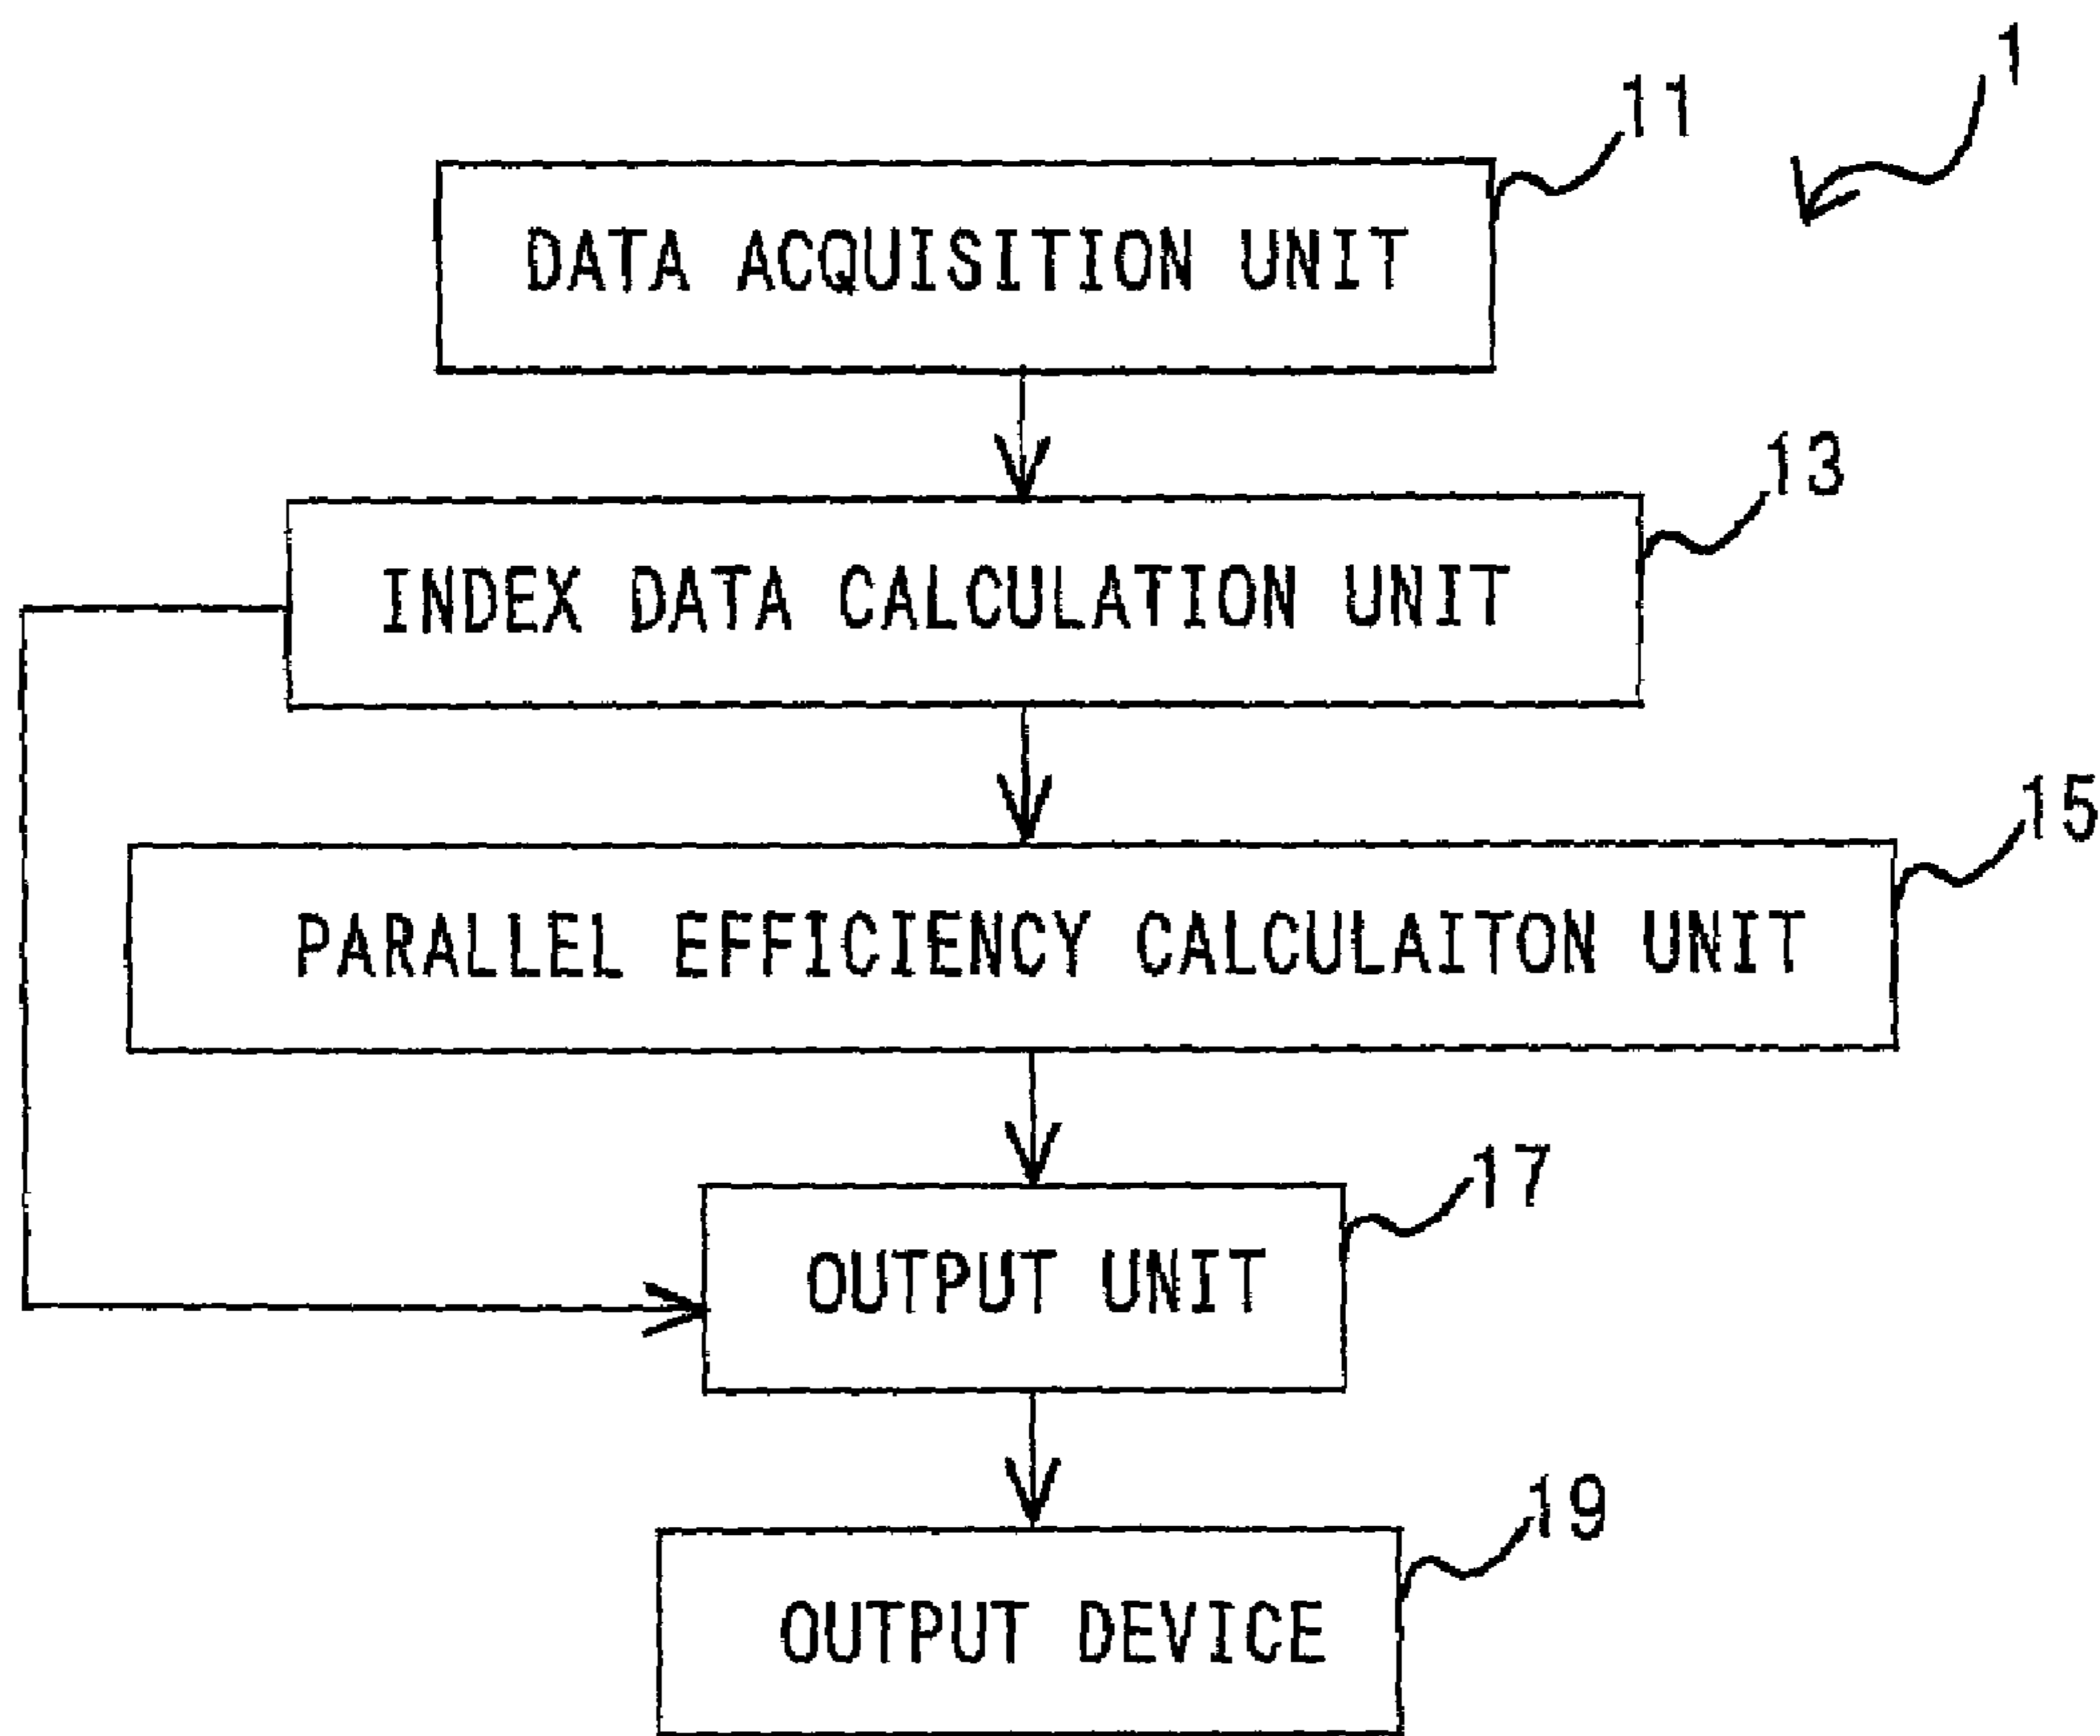 1
11
DATA ACQUISITION UNIT
13
INDEX DATA CALCULATION UNIT
15
PARALLEL EFFICIENCY CALCULAITON UNIT
17
OUTPUT UNIT
19
OUTPUT DEVICE